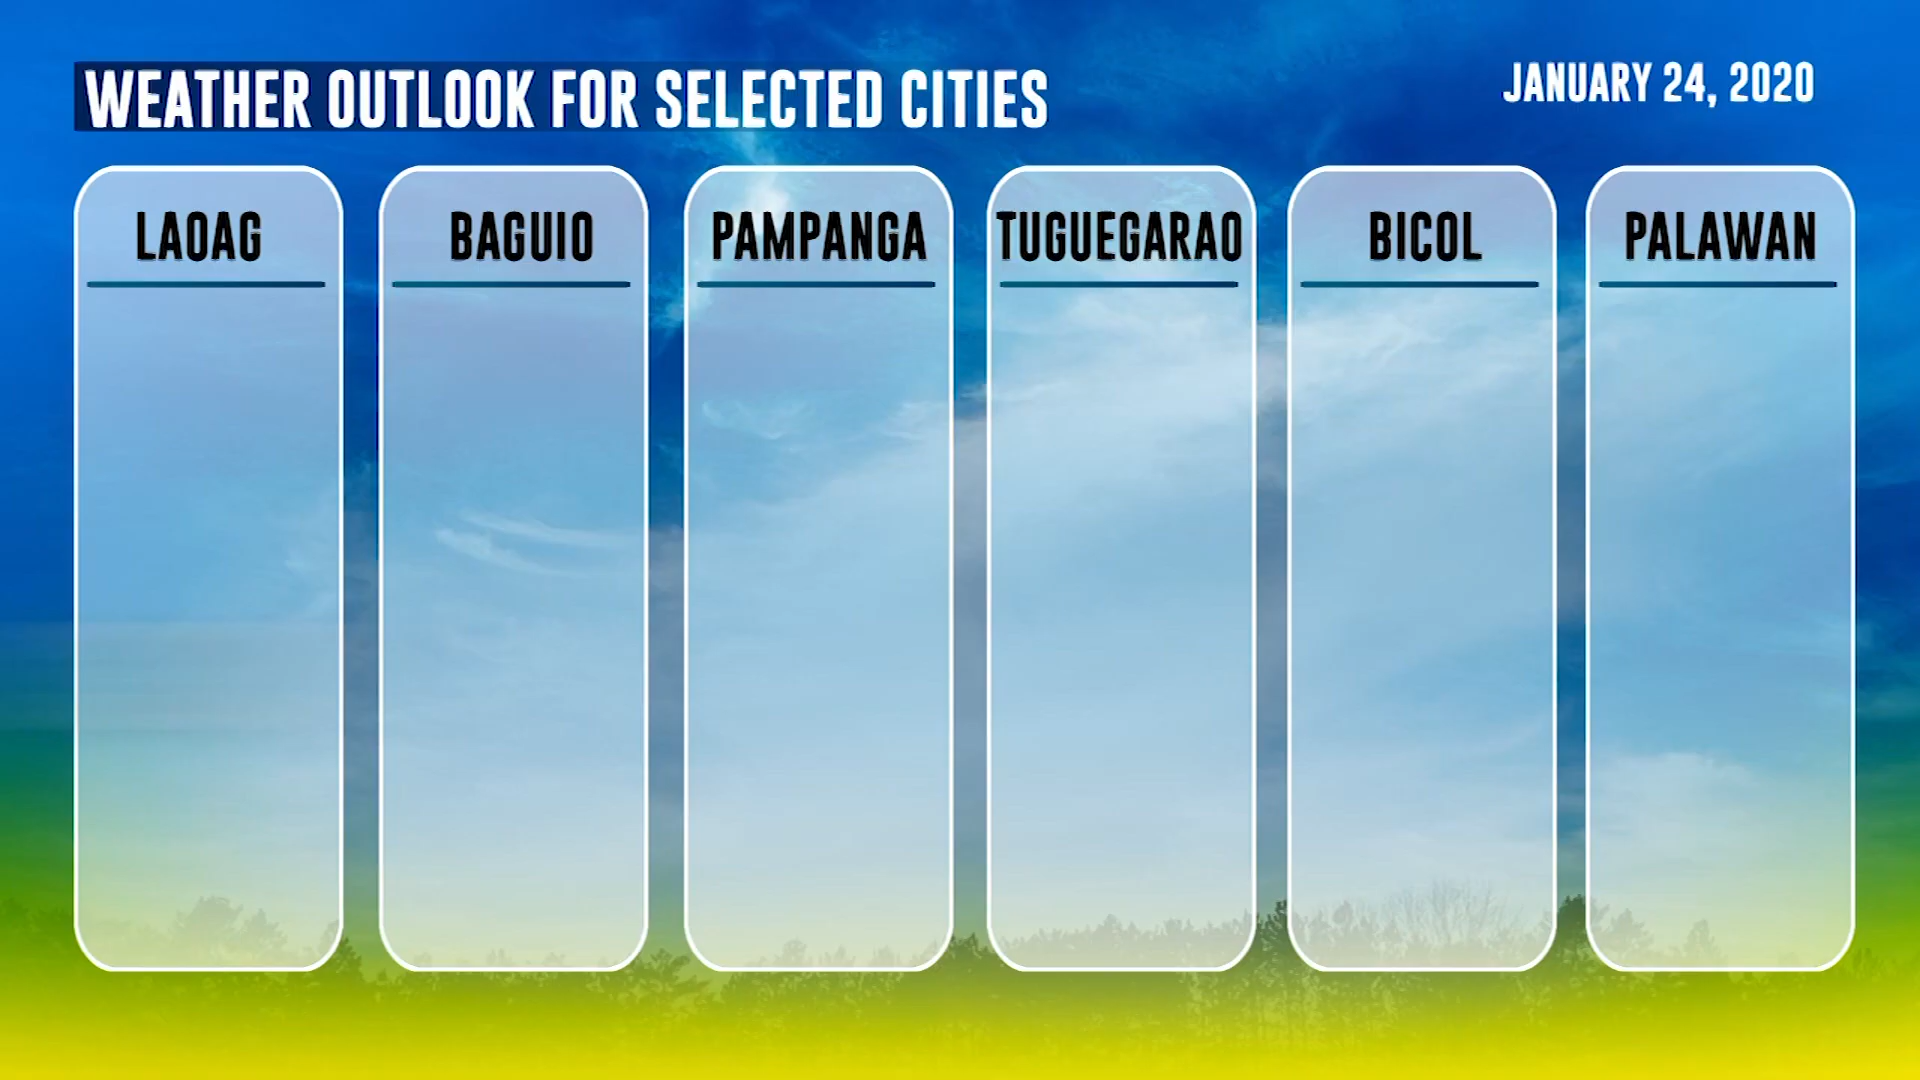 WEATHER OUTLOOK FOR SELECTED CITIES
JANUARY 24, 2020
LAOAG
BAGUIO
PAMPANGA
TUGUEGARAO
BICOL
PALAWAN